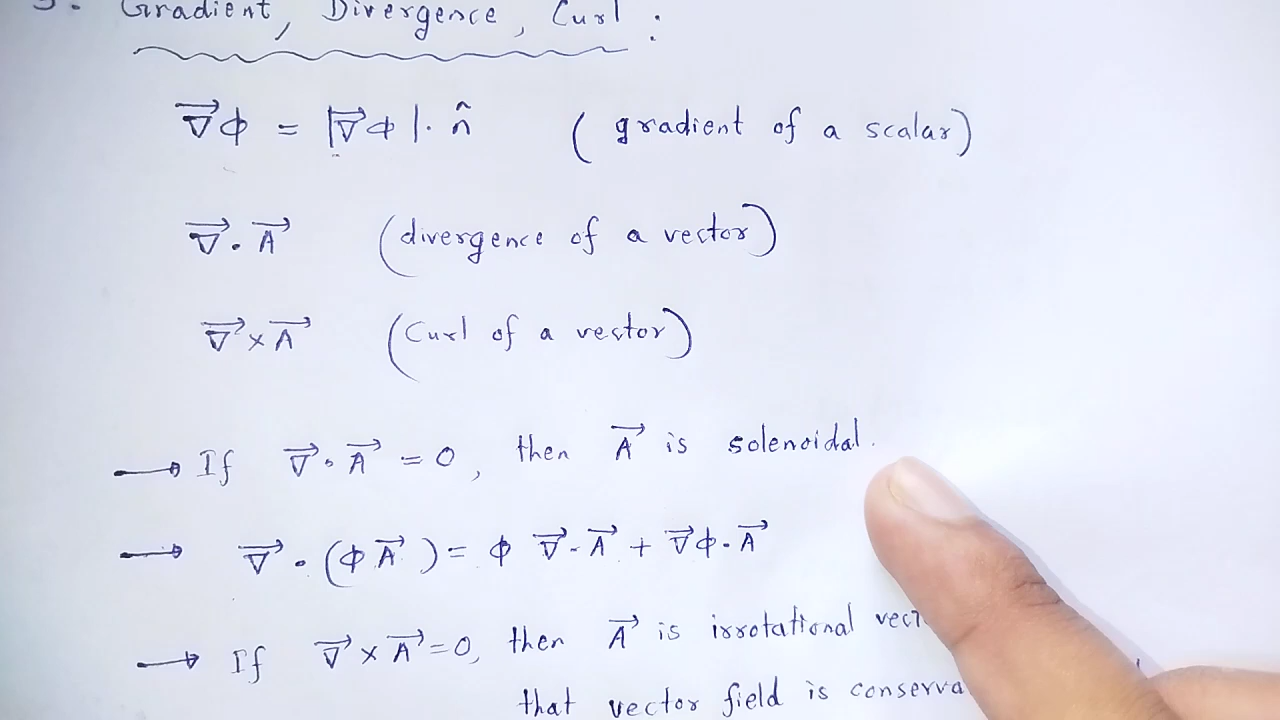 3. Gradient, Divergence, Curl :
∇⃗ϕ = |∇⃗ϕ|. n̂ (gradient of a scalar)
∇⃗ . A⃗ (divergence of a vector)
∇⃗ × A⃗ (Curl of a vector)
→ If ∇⃗ . A⃗ = 0, then A⃗ is solenoidal.
→ ∇⃗ . (ϕ A⃗) = ϕ ∇⃗ . A⃗ + ∇⃗ϕ . A⃗
→ If ∇⃗ × A⃗ = 0, then A⃗ is irrotational
that vector field is